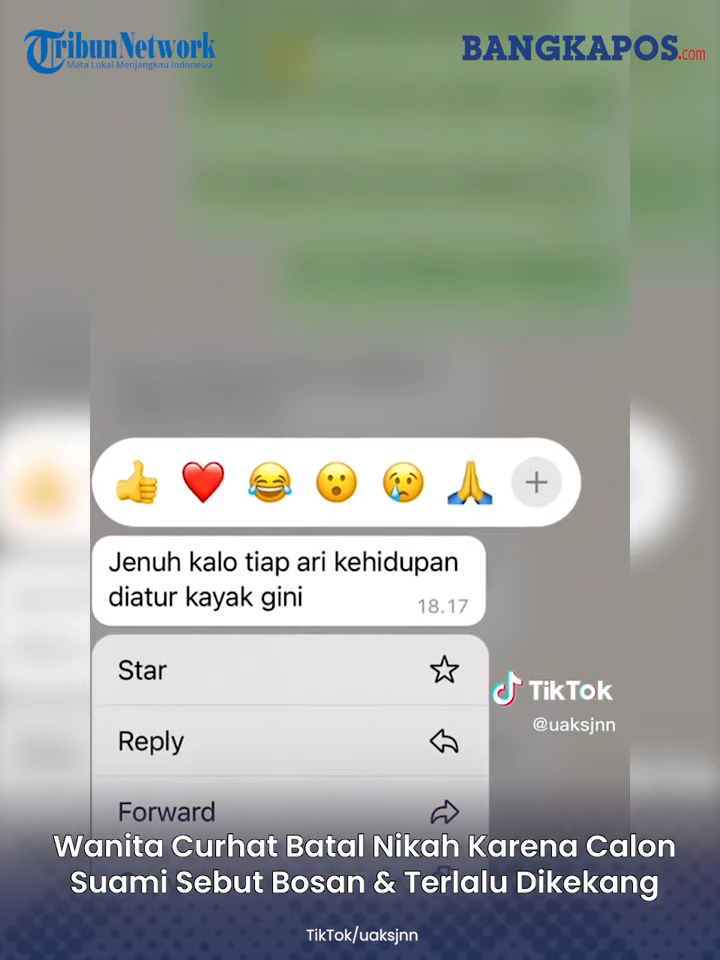 TribunNetwork
Mata Lokal Menjangkau Indonesia
BANGKAPOS.com
Jenuh kalo tiap ari kehidupan
diatur kayak gini
18.17
Star
Reply
Forward
TikTok
@uaksjnn
Wanita Curhat Batal Nikah Karena Calon
Suami Sebut Bosan & Terlalu Dikekang
TikTok/uaksjnn